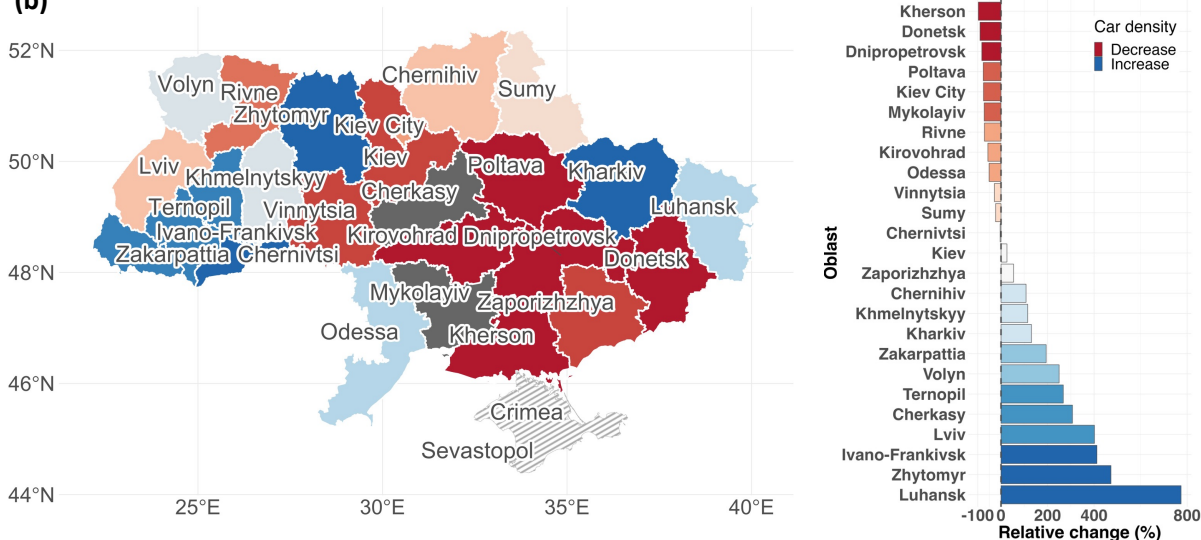 (b)
52°N
50°N
48°N
46°N
44°N
25°E
30°E
35°E
40°E
Volyn
Rivne
Zhytomyr
Chernihiv
Sumy
Kiev City
Kiev
Lviv
Khmelnytskyy
Ternopil
Vinnytsia
Cherkasy
Poltava
Kharkiv
Luhansk
Ivano-Frankivsk
Zakarpattia
Chernivtsi
Kirovohrad
Dnipropetrovsk
Donetsk
Mykolayiv
Zaporizhzhya
Odessa
Kherson
Crimea
Sevastopol
Oblast
Kherson
Donetsk
Dnipropetrovsk
Poltava
Kiev City
Mykolayiv
Rivne
Kirovohrad
Odessa
Vinnytsia
Sumy
Chernivtsi
Kiev
Zaporizhzhya
Chernihiv
Khmelnytskyy
Kharkiv
Zakarpattia
Volyn
Ternopil
Cherkasy
Lviv
Ivano-Frankivsk
Zhytomyr
Luhansk
Car density
Decrease
Increase
-100 0 200 400 800
Relative change (%)